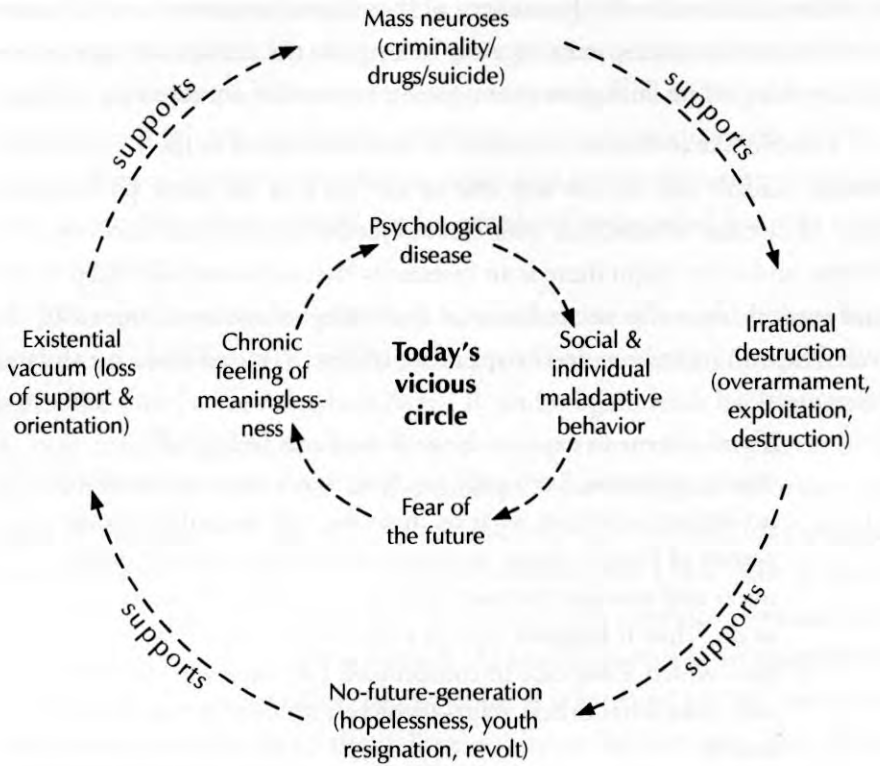 Mass neuroses
(criminality/
drugs/suicide)
supports
supports
Psychological
disease
Existential
vacuum (loss
of support &
orientation)
Chronic
feeling of
meaningless-
ness
Today's
vicious
circle
Social &
individual
maladaptive
behavior
Irrational
destruction
(overarmament,
exploitation,
destruction)
Fear of
the future
supports
supports
No-future-generation
(hopelessness, youth
resignation, revolt)